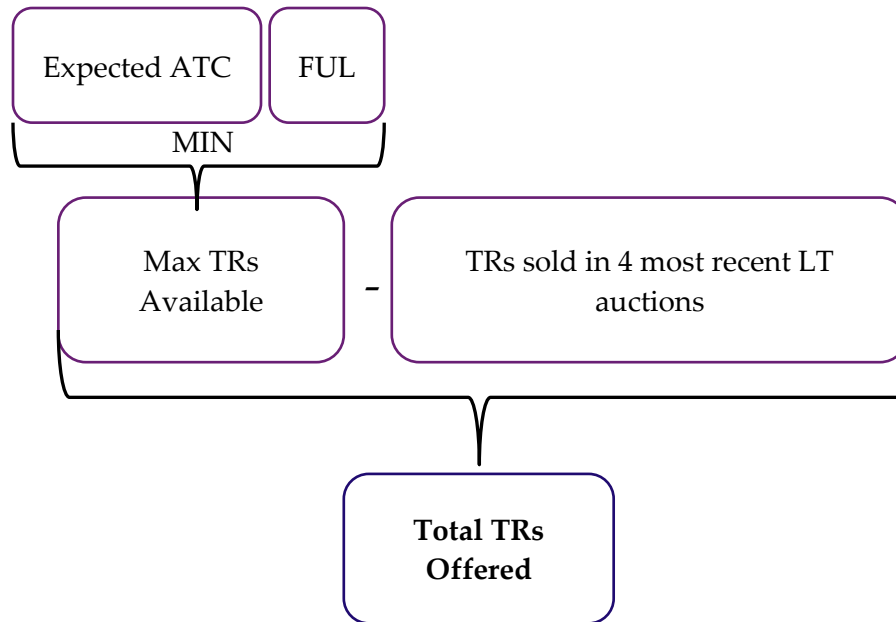 Expected ATC
FUL
MIN
Max TRs
Available
-
TRs sold in 4 most recent LT
auctions
Total TRs
Offered